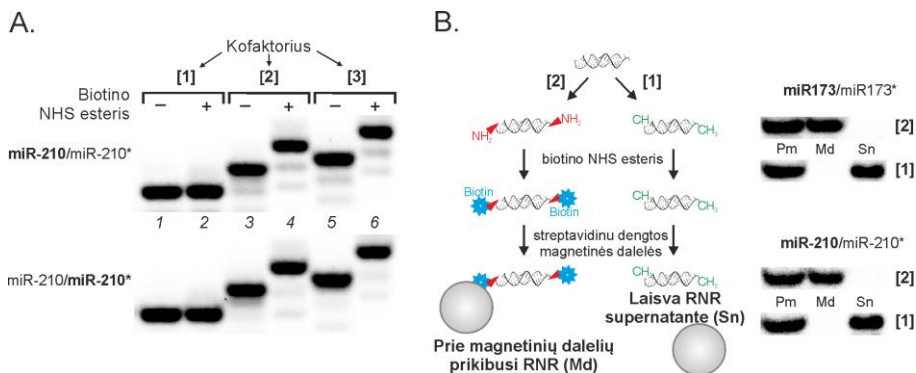 A.
Kofaktorius
[1] [2] [3]
Biotino
NHS esteris
− + − + − +
miR-210/miR-210*
1 2 3 4 5 6
miR-210/miR-210*
B.
[2] [1]
NH2 NH2 CH3 CH3
biotino NHS esteris
Biotin Biotin CH3 CH3
streptavidinu dengtos
magnetinės dalelės
CH3 CH3
Laisva RNR
supernatante (Sn)
Prie magnetinių dalelių
prikibusi RNR (Md)
miR173/miR173*
[2]
Pm Md Sn
[1]
miR-210/miR-210*
[2]
Pm Md Sn
[1]